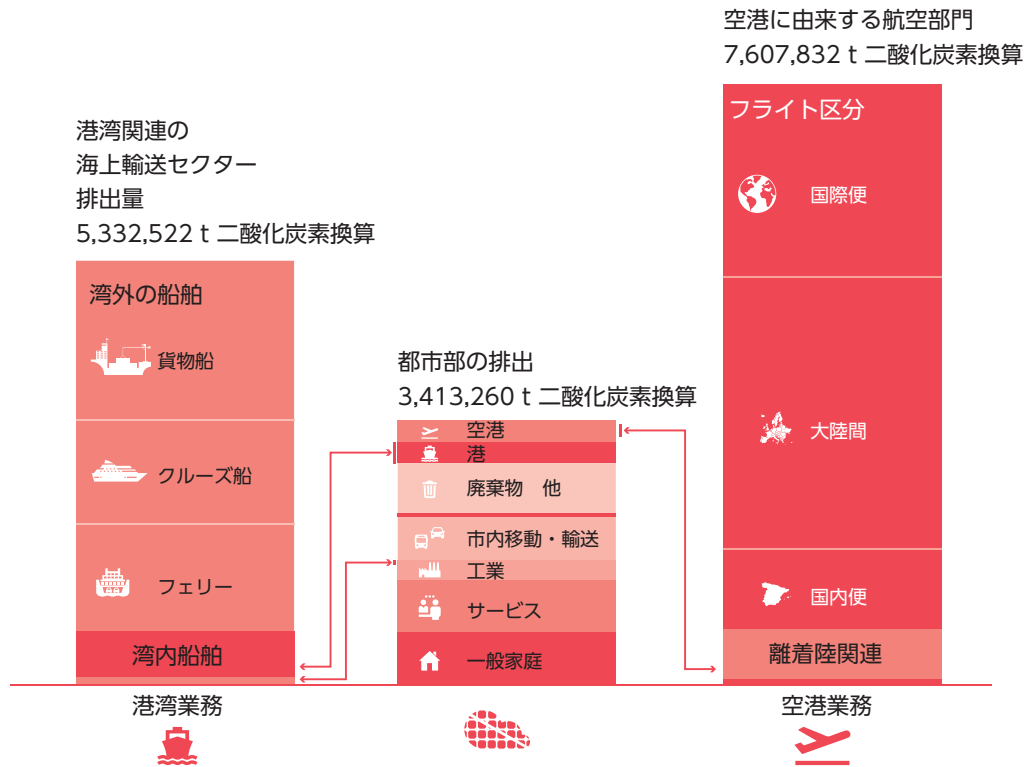 港湾関連の
海上輸送セクター
排出量
5,332,522 t 二酸化炭素換算
湾外の船舶
貨物船
クルーズ船
フェリー
湾内船舶
港湾業務
都市部の排出
3,413,260 t 二酸化炭素換算
空港
港
廃棄物　他
市内移動・輸送
工業
サービス
一般家庭
空港に由来する航空部門
7,607,832 t 二酸化炭素換算
フライト区分
国際便
大陸間
国内便
離着陸関連
空港業務